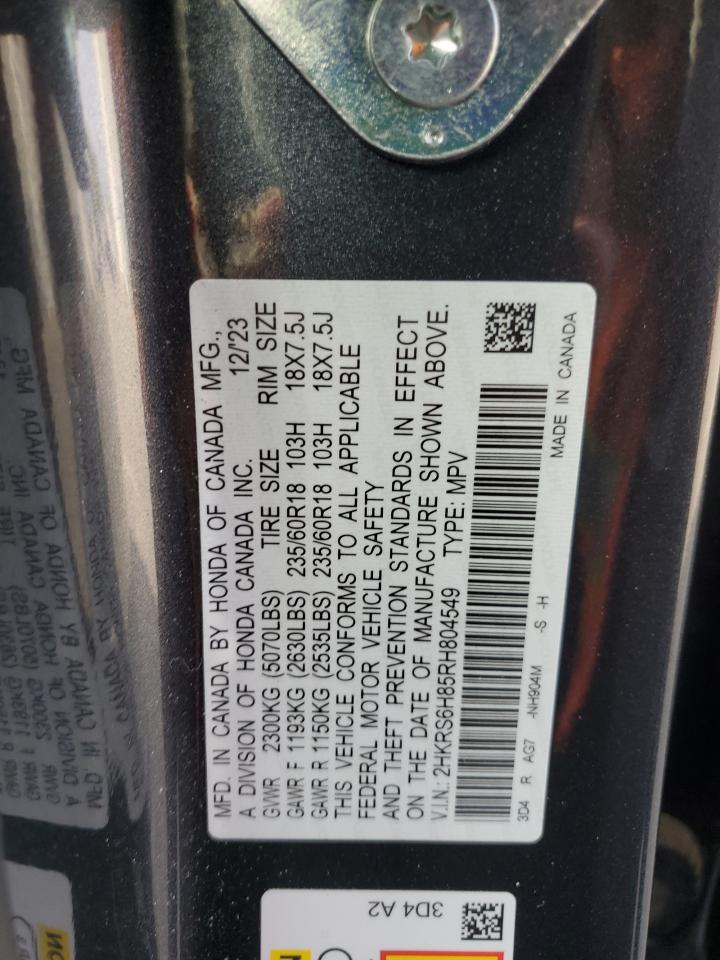 MFD. IN CANADA BY HONDA OF CANADA MFG.,
A DIVISION OF HONDA CANADA INC. 12/'23
GVWR 2300KG (5070LBS) TIRE SIZE RIM SIZE
GAWR F 1193KG (2630LBS) 235/60R18 103H 18X7.5J
GAWR R 1150KG (2535LBS) 235/60R18 103H 18X7.5J
THIS VEHICLE CONFORMS TO ALL APPLICABLE
FEDERAL MOTOR VEHICLE SAFETY
AND THEFT PREVENTION STANDARDS IN EFFECT
ON THE DATE OF MANUFACTURE SHOWN ABOVE.
V.I.N.: 2HKRS6H85RH804549 TYPE: MPV
3D4 R AG7 -NH904M -S -H
MADE IN CANADA
3D4 A2